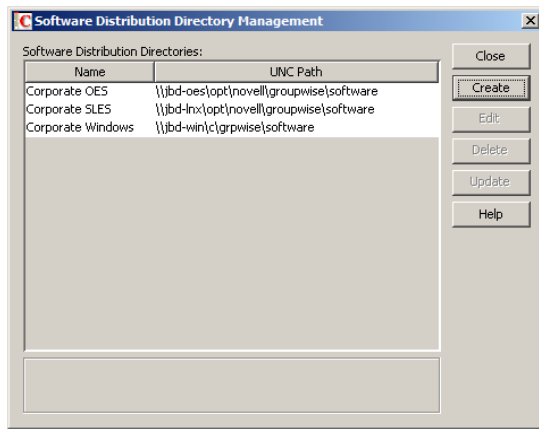 Software Distribution Directory Management
Software Distribution Directories:
Name UNC Path
Corporate OES \\jbd-oes\opt\novell\groupwise\software
Corporate SLES \\jbd-lnx\opt\novell\groupwise\software
Corporate Windows \\jbd-win\c\grpwise\software
Close
Create
Edit
Delete
Update
Help